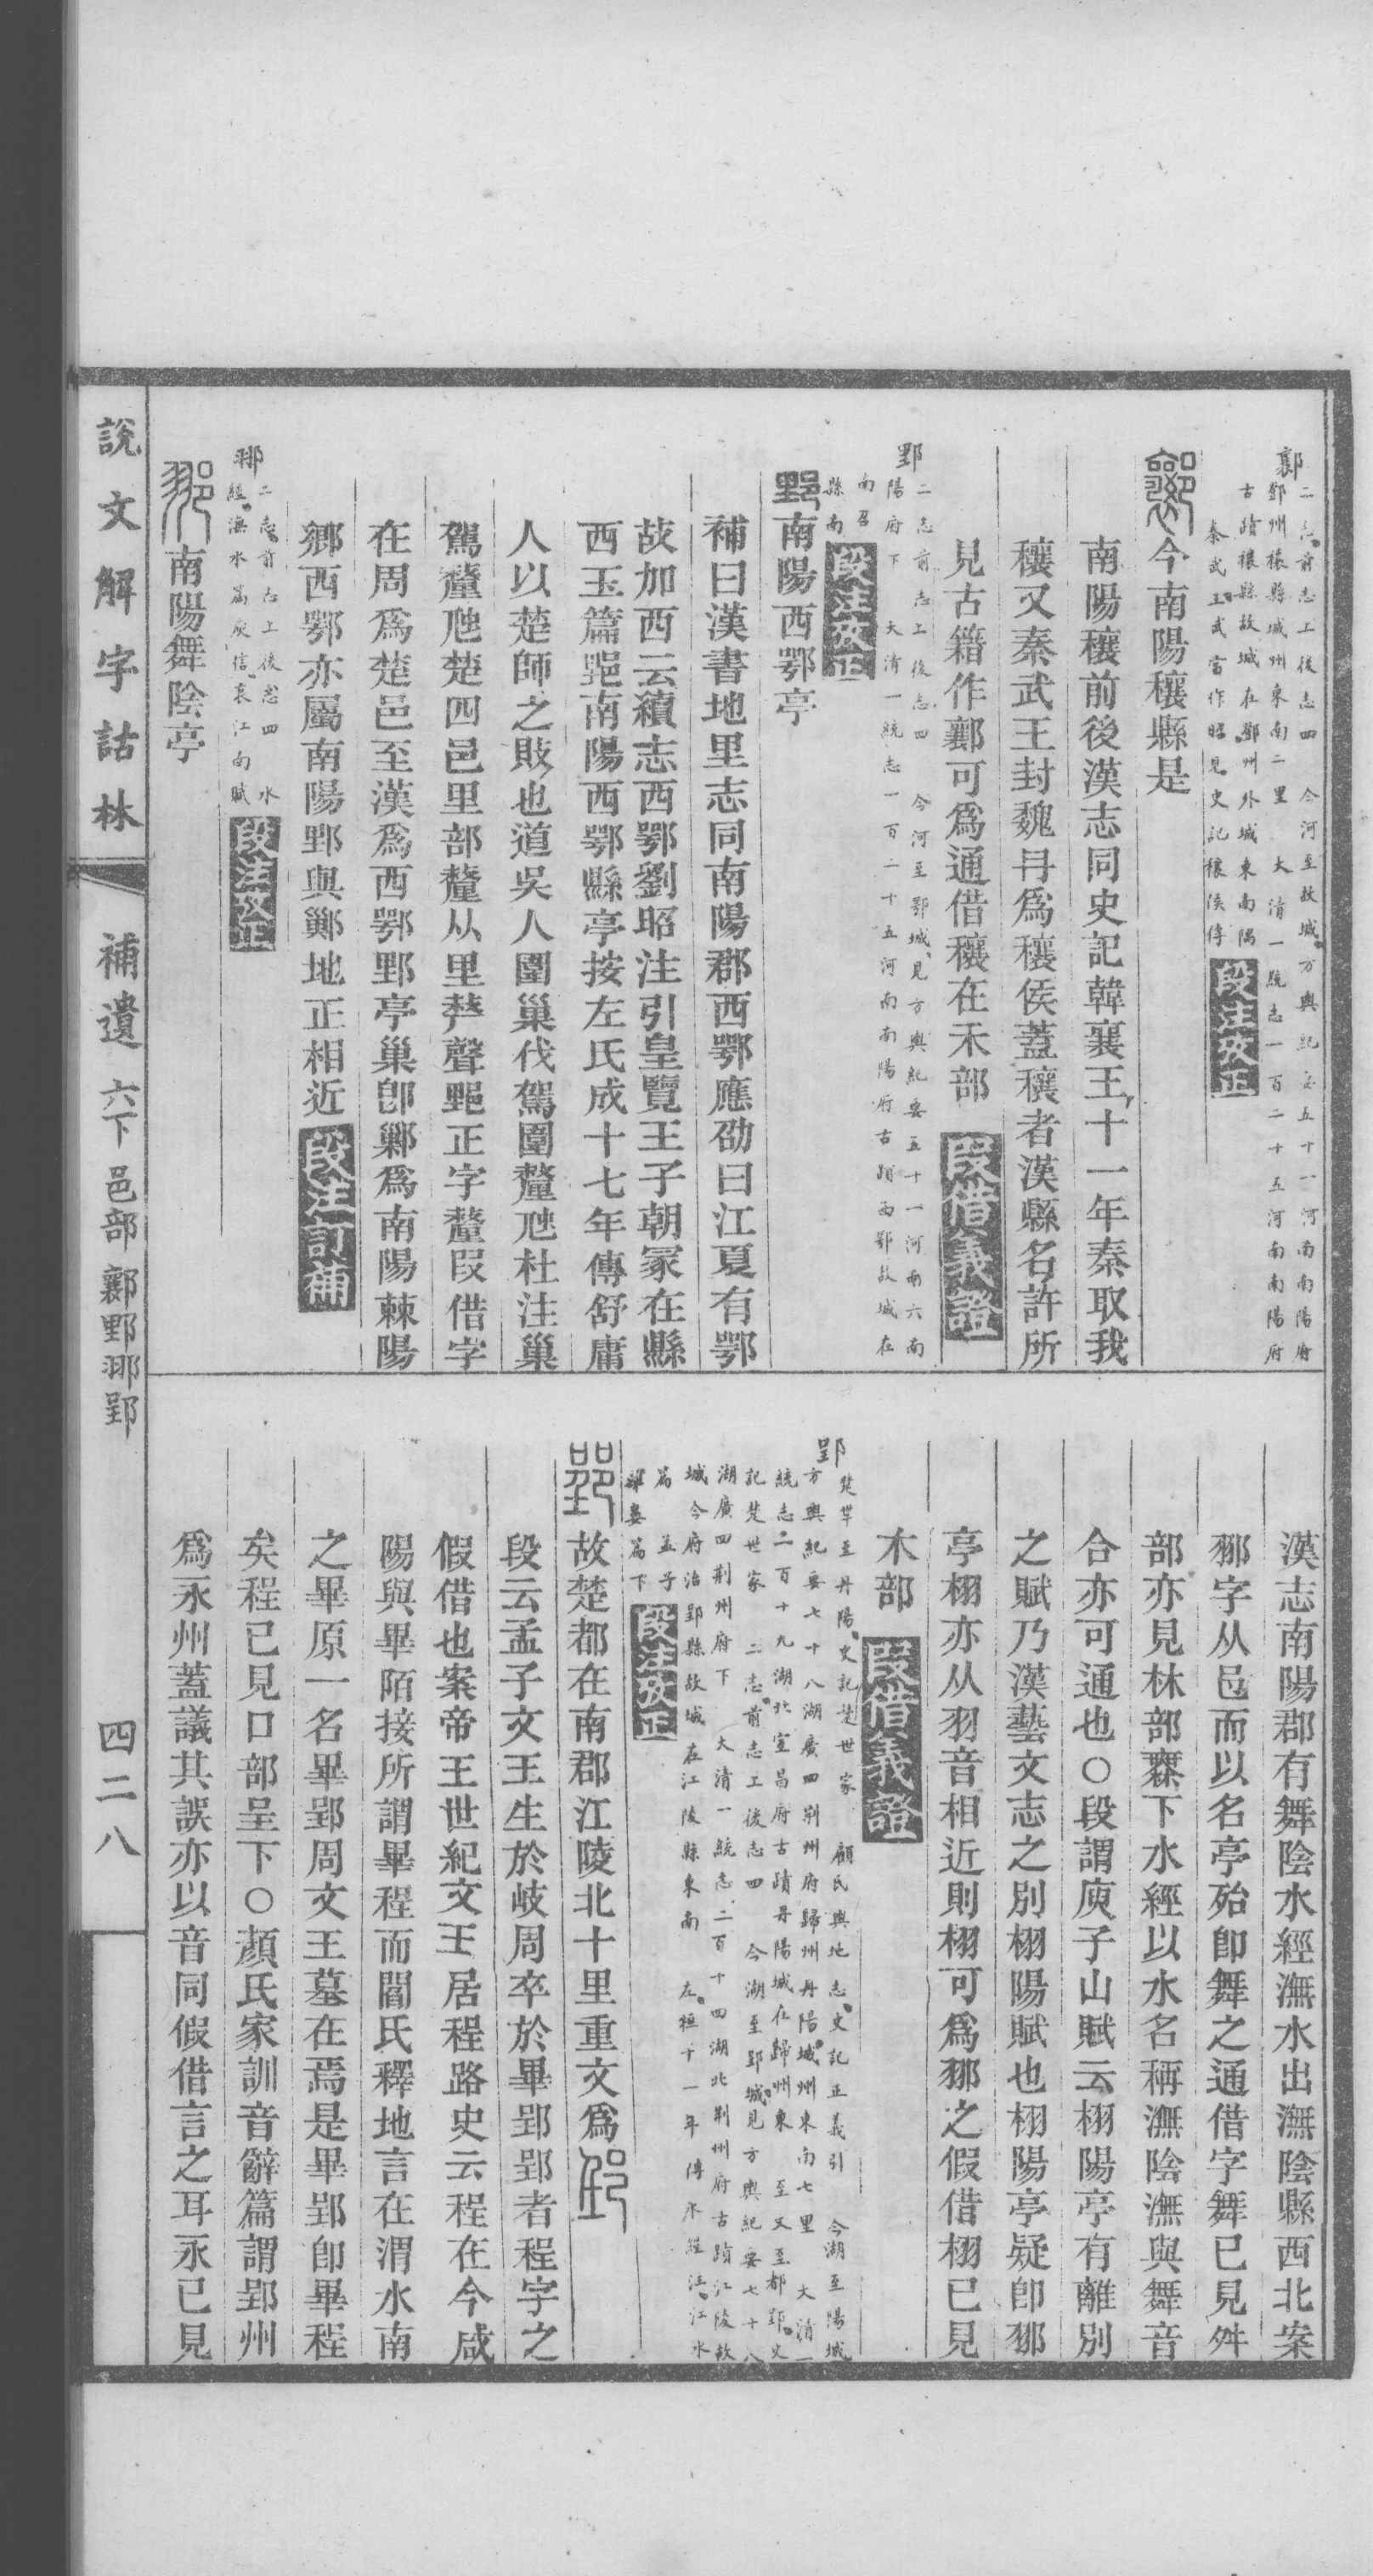 鄴 二志前志上後志四 今河至故城方輿紀要五十一河南南陽府
鄧州穰縣城州東南二里 大清一統志一百二十五河南南陽府
古蹟穰縣故城在鄧州外城東南隅
秦武王武當作昭見史記穰侯傳 段注攷正
今南陽穰縣是
南陽穰前後漢志同史記韓襄王十一年秦取我
穰又秦武王封魏冉爲穰侯蓋穰者漢縣名許所
見古籍作鄴可爲通借穰在禾部 段借義證
鄳 二志前志上後志四 今河至鄂城見方輿紀要五十一河南六南
陽府下 大清一統志一百二十五河南南陽府古蹟西鄂故城在
南召
縣南 段注攷正
南陽西鄂亭
補曰漢書地里志同南陽郡西鄂應劭曰江夏有鄂
故加西云續志西鄂劉昭注引皇覽王子朝冢在縣
西玉篇郢南陽西鄂縣亭按左氏成十七年傳舒庸
人以楚師之敗也道吳人圍巢伐駕圍釐虺杜注巢
駕釐虺楚四邑里部釐从里𠩺聲郢正字釐叚借字
在周爲楚邑至漢爲西鄂野亭巢卽鄛爲南陽棘陽
鄉西鄂亦屬南陽野與鄛地正相近 段注訂補
二志前志上後志四 水
經潕水篇庾信哀江南賦 段注攷正
南陽舞陰亭
漢志南陽郡有舞陰水經潕水出潕陰縣西北案
𨛭字从邑而以名亭殆卽舞之通借字舞已見舛
部亦見林部𣞤下水經以水名稱潕陰潕與舞音
合亦可通也○段謂庾子山賦云栩陽亭有離別
之賦乃漢藝文志之別栩陽賦也栩陽亭疑卽𨛭
亭栩亦从羽音相近則栩可爲𨛭之假借栩已見
木部 段借義證
郢 楚莘至丹陽史記楚世家 顧氏輿地志史記正義引 今湖至陽城
方輿紀要七十八湖廣四荆州府歸州丹陽城州東南七里 大清一
統志二百十九湖北宜昌府古蹟丹陽城在歸州東 至又至都郢史
記楚世家 二志前志上後志四 今湖至郢城見方輿紀要七十八
湖廣四荆州府下 大清一統志二百十四湖北荆州府古蹟江陵故
城今府治郢縣故城在江陵縣東南 左桓十一年傳水經注江水
篇 孟子
離婁篇下 段注攷正
故楚都在南郡江陵北十里重文爲
段云孟子文王生於岐周卒於畢郢郢者程字之
假借也案帝王世紀文王居程路史云程在今咸
陽與畢陌接所謂畢程而閻氏釋地言在渭水南
之畢原一名畢郢周文王墓在焉是畢郢卽畢程
矣程已見口部呈下○顏氏家訓音辭篇謂郢州
爲永州蓋議其誤亦以音同假借言之耳永已見
說文解字詁林 補遺 六下 邑部 鄴野𨛭郢 四二八